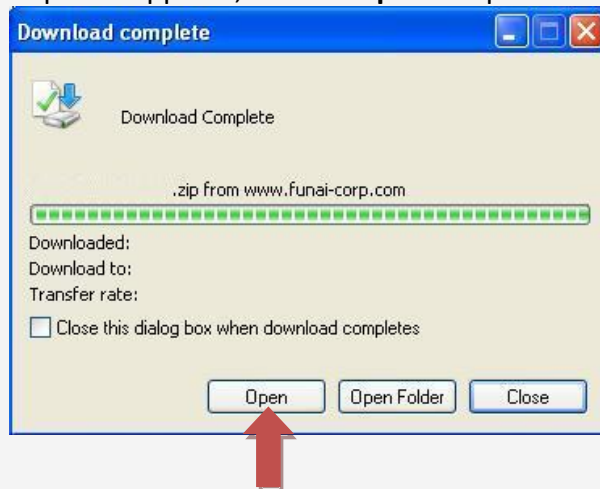 Download complete
Download Complete
.zip from www.funai-corp.com
Downloaded:
Download to:
Transfer rate:
Close this dialog box when download completes
Open
Open Folder
Close